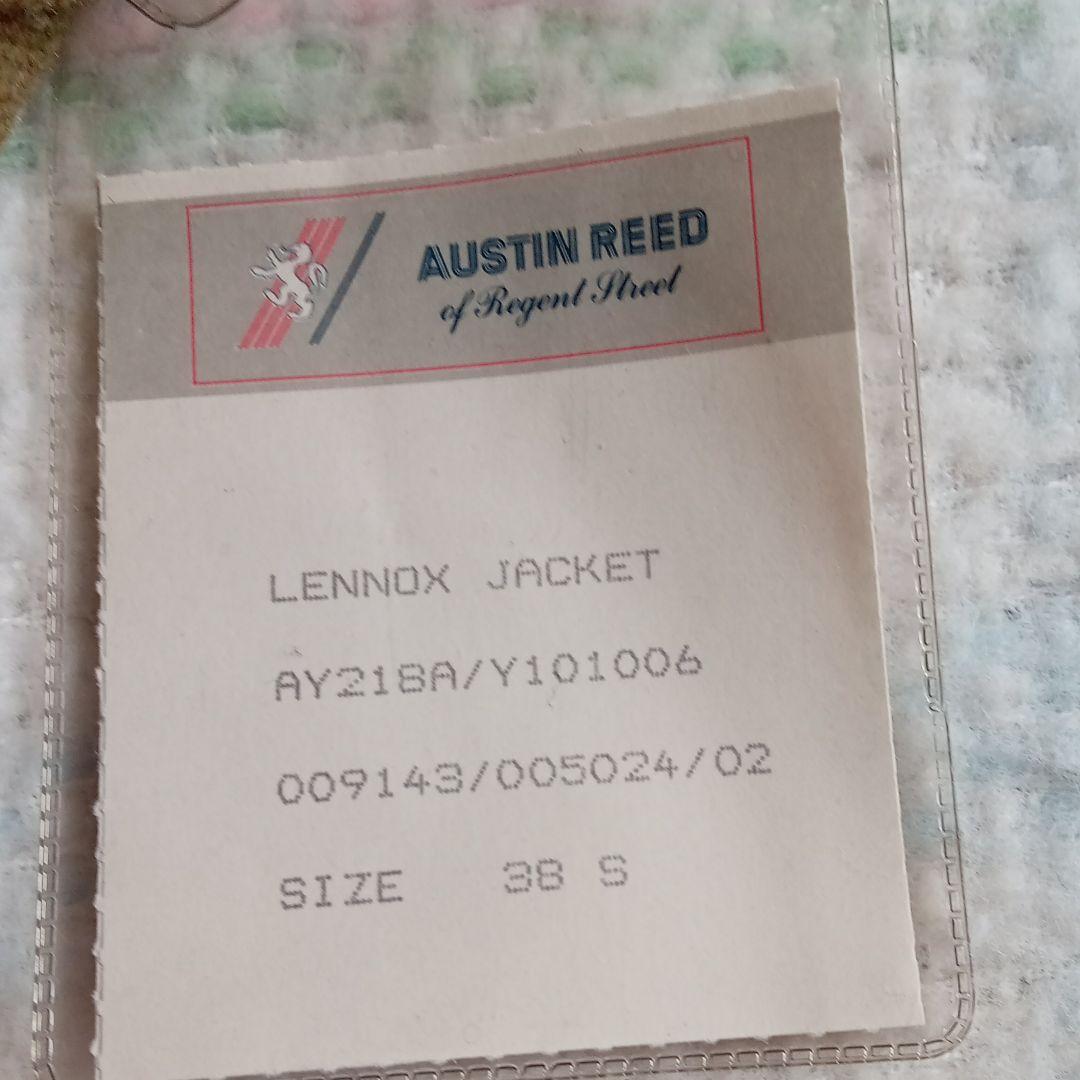 AUSTIN REED
of Regent Street
LENNOX JACKET
AY218A/Y101006
009143/005024/02
SIZE 38 S